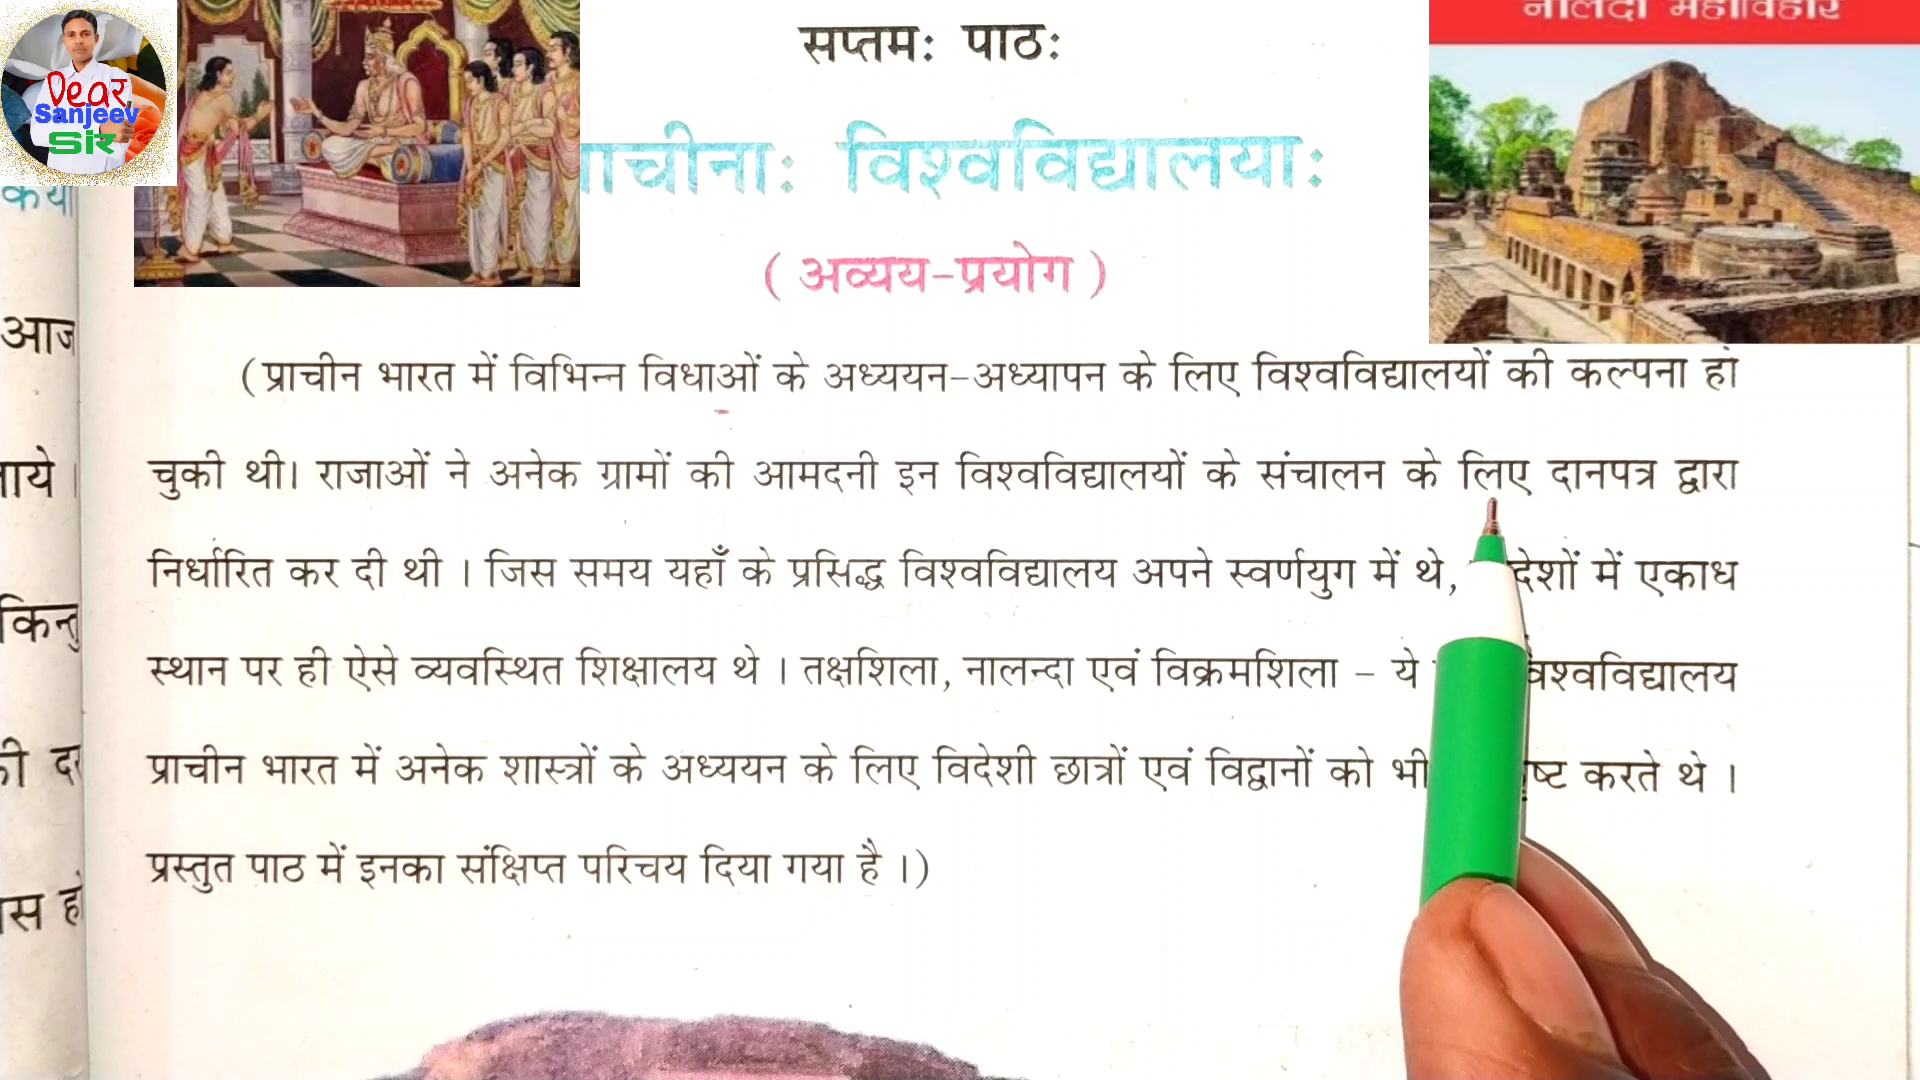 Dear
Sanjeev
Sir
नालंदा महाविहार
सप्तमः पाठः
विश्वविद्यालयाः
( अव्यय-प्रयोग )
(प्राचीन भारत में विभिन्न विधाओं के अध्ययन-अध्यापन के लिए विश्वविद्यालयों की कल्पना हो
चुकी थी। राजाओं ने अनेक ग्रामों की आमदनी इन विश्वविद्यालयों के संचालन के लिए दानपत्र द्वारा
निर्धारित कर दी थी । जिस समय यहाँ के प्रसिद्ध विश्वविद्यालय अपने स्वर्णयुग में थे, देशों में एकाध
स्थान पर ही ऐसे व्यवस्थित शिक्षालय थे । तक्षशिला, नालन्दा एवं विक्रमशिला – ये
प्राचीन भारत में अनेक शास्त्रों के अध्ययन के लिए विदेशी छात्रों एवं विद्वानों को भी करते थे ।
प्रस्तुत पाठ में इनका संक्षिप्त परिचय दिया गया है ।)
आज
किन्तु